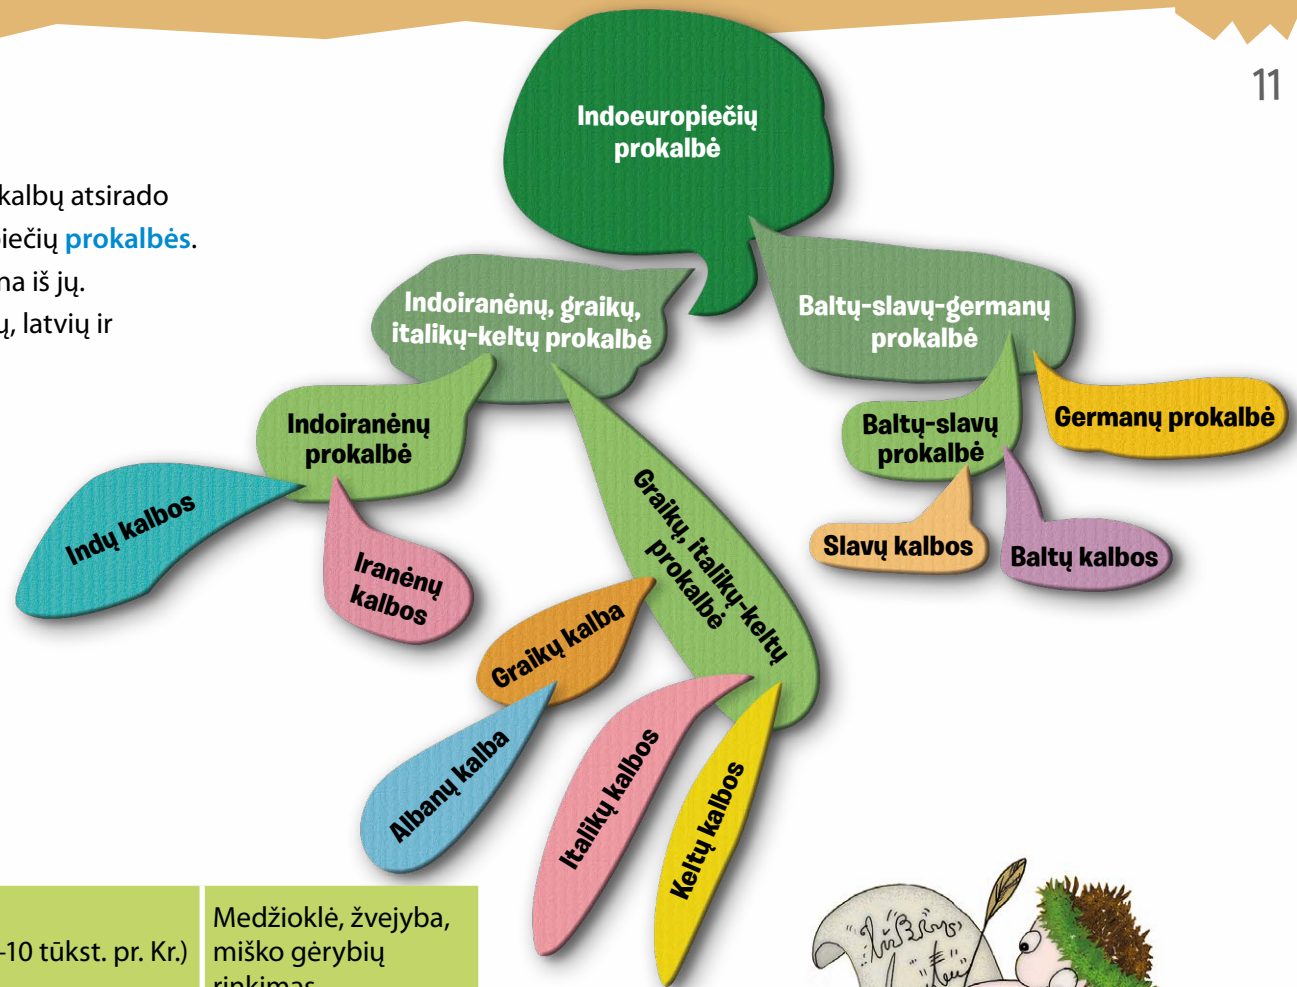 11
kalbų atsirado
prokalbės.
iš jų.
latvių ir
Indoeuropiečių
prokalbė
Indoiranėnų, graikų,
italikų-keltų prokalbė
Baltų-slavų-germanų
prokalbė
Indoiranėnų
prokalbė
Baltų-slavų
prokalbė
Germanų prokalbė
Indų kalbos
Iranėnų
kalbos
Graikų, italikų-keltų
prokalbė
Slavų kalbos
Baltų kalbos
Graikų kalba
Albanų kalba
Italikų kalbos
Keltų kalbos
10 tūkst. pr. Kr.)
Medžioklė, žvejyba,
miško gėrybių
rinkimas